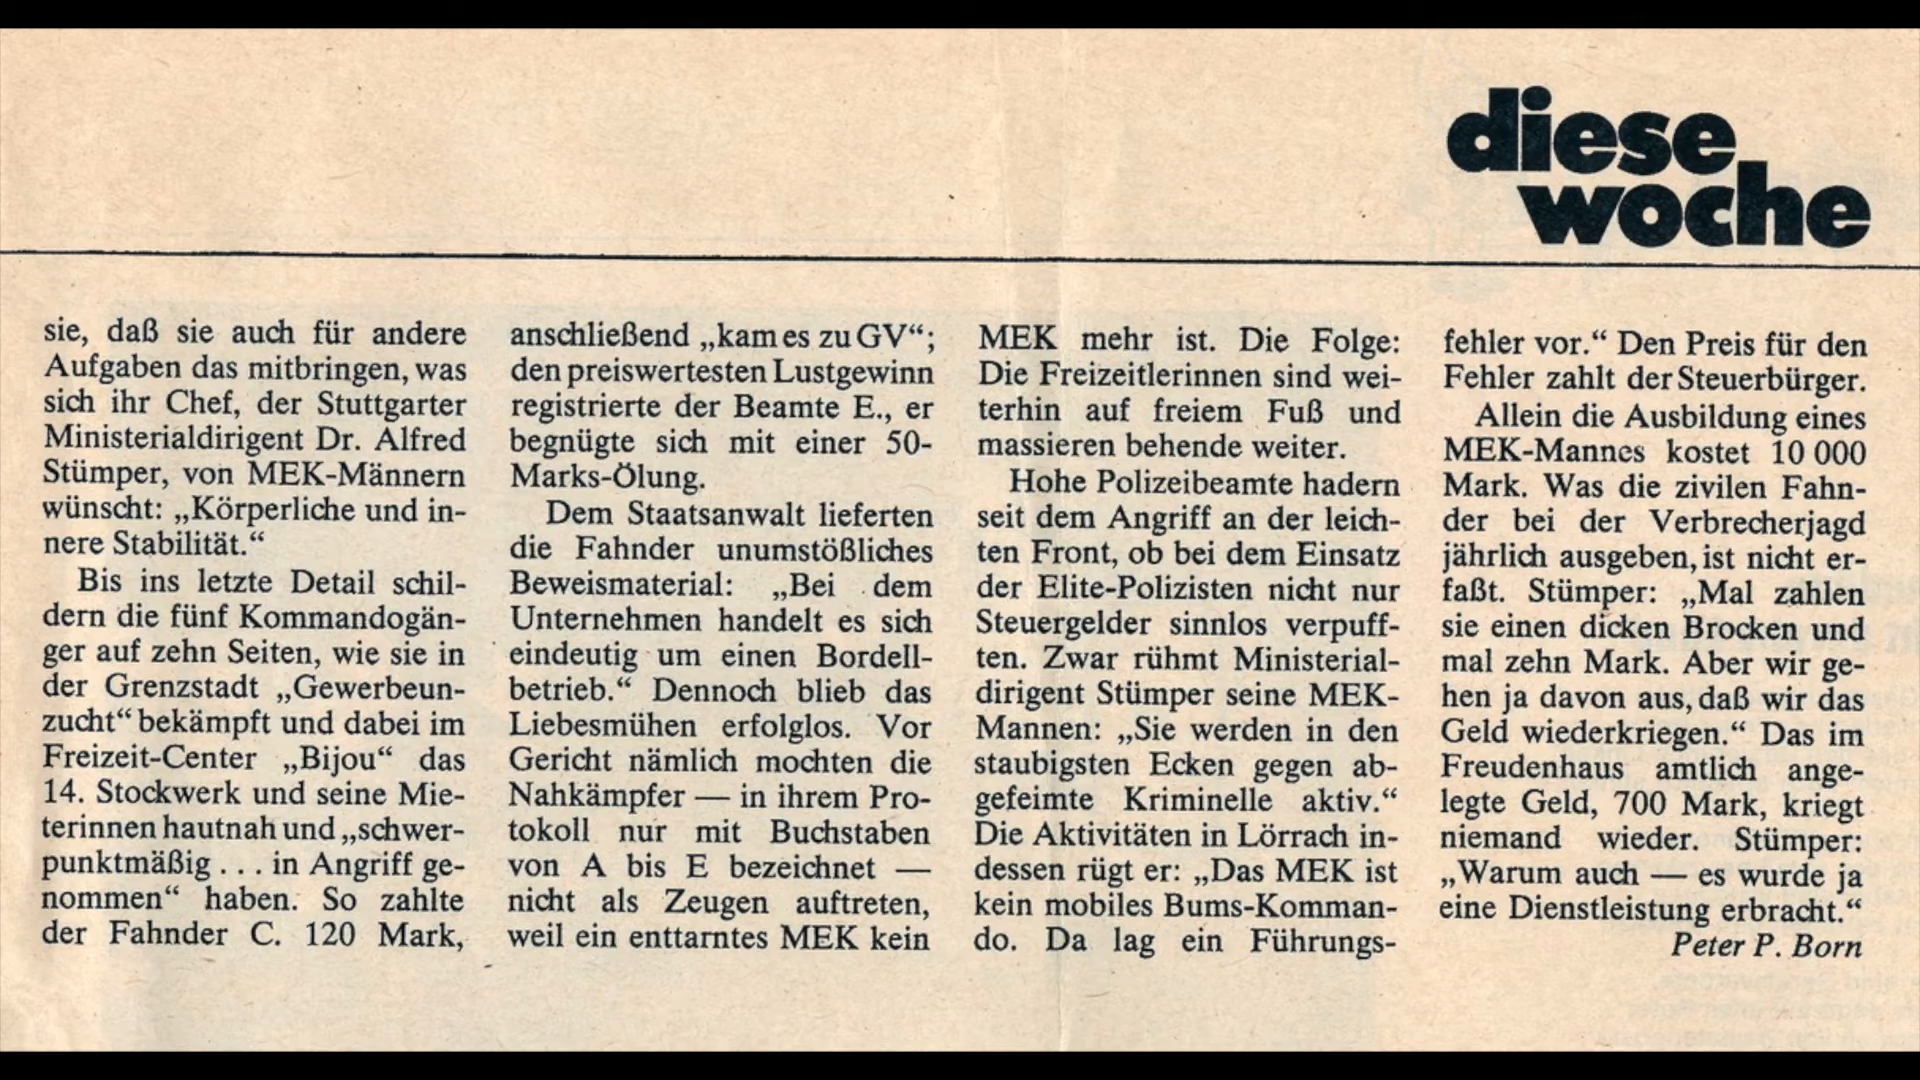 diese
woche
sie, daß sie auch für andere
Aufgaben das mitbringen, was
sich ihr Chef, der Stuttgarter
Ministerialdirigent Dr. Alfred
Stümper, von MEK-Männern
wünscht: „Körperliche und in-
nere Stabilität.“
Bis ins letzte Detail schil-
dern die fünf Kommandogän-
ger auf zehn Seiten, wie sie in
der Grenzstadt „Gewerbeun-
zucht“ bekämpft und dabei im
Freizeit-Center „Bijou“ das
14. Stockwerk und seine Mie-
terinnen hautnah und „schwer-
punktmäßig . . . in Angriff ge-
nommen“ haben. So zahlte
der Fahnder C. 120 Mark,
anschließend „kam es zu GV“;
den preiswertesten Lustgewinn
registrierte der Beamte E., er
begnügte sich mit einer 50-
Marks-Ölung.
Dem Staatsanwalt lieferten
die Fahnder unumstößliches
Beweismaterial: „Bei dem
Unternehmen handelt es sich
eindeutig um einen Bordell-
betrieb.“ Dennoch blieb das
Liebesmühen erfolglos. Vor
Gericht nämlich mochten die
Nahkämpfer — in ihrem Pro-
tokoll nur mit Buchstaben
von A bis E bezeichnet —
nicht als Zeugen auftreten,
weil ein enttarntes MEK kein
MEK mehr ist. Die Folge:
Die Freizeitlerinnen sind wei-
terhin auf freiem Fuß und
massieren behende weiter.
Hohe Polizeibeamte hadern
seit dem Angriff an der leich-
ten Front, ob bei dem Einsatz
der Elite-Polizisten nicht nur
Steuergelder sinnlos verpuff-
ten. Zwar rühmt Ministerial-
dirigent Stümper seine MEK-
Mannen: „Sie werden in den
staubigsten Ecken gegen ab-
gefeimte Kriminelle aktiv.“
Die Aktivitäten in Lörrach in-
dessen rügt er: „Das MEK ist
kein mobiles Bums-Komman-
do. Da lag ein Führungs-
fehler vor.“ Den Preis für den
Fehler zahlt der Steuerbürger.
Allein die Ausbildung eines
MEK-Mannes kostet 10 000
Mark. Was die zivilen Fahn-
der bei der Verbrecherjagd
jährlich ausgeben, ist nicht er-
faßt. Stümper: „Mal zahlen
sie einen dicken Brocken und
mal zehn Mark. Aber wir ge-
hen ja davon aus, daß wir das
Geld wiederkriegen.“ Das im
Freudenhaus amtlich ange-
legte Geld, 700 Mark, kriegt
niemand wieder. Stümper:
„Warum auch — es wurde ja
eine Dienstleistung erbracht.“
Peter P. Born